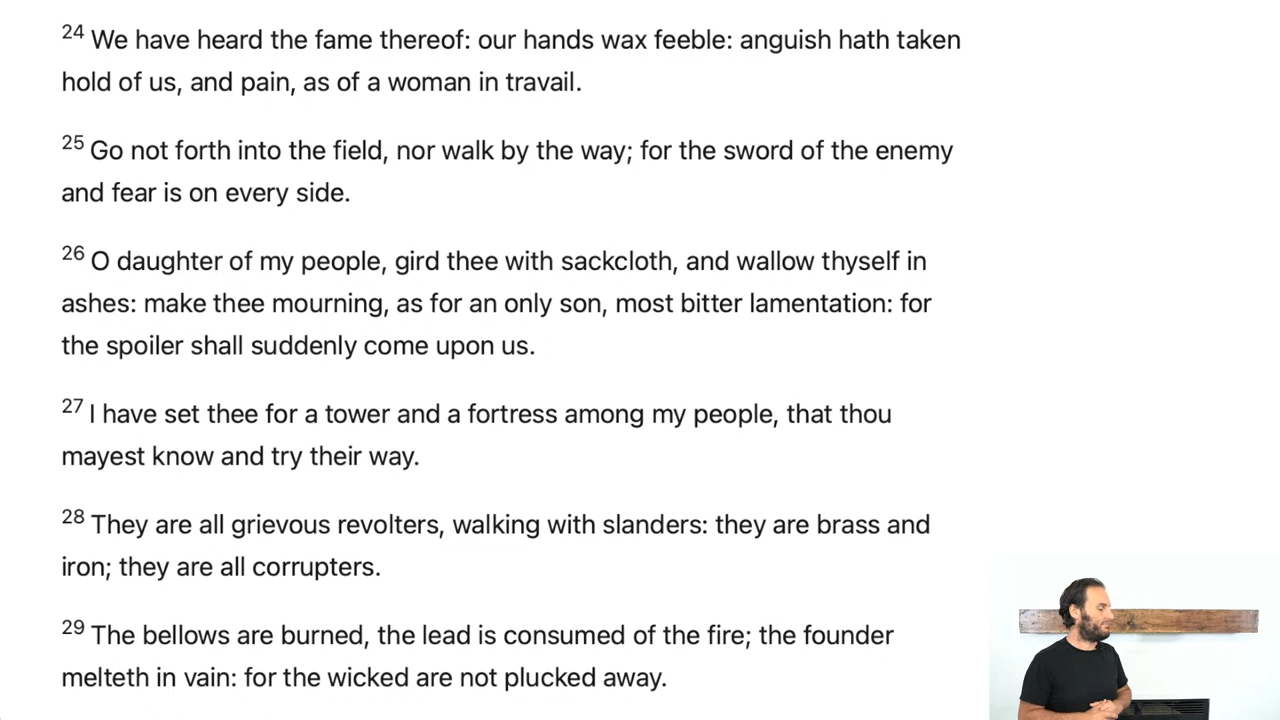 24 We have heard the fame thereof: our hands wax feeble: anguish hath taken
hold of us, and pain, as of a woman in travail.
25 Go not forth into the field, nor walk by the way; for the sword of the enemy
and fear is on every side.
26 O daughter of my people, gird thee with sackcloth, and wallow thyself in
ashes: make thee mourning, as for an only son, most bitter lamentation: for
the spoiler shall suddenly come upon us.
27 I have set thee for a tower and a fortress among my people, that thou
mayest know and try their way.
28 They are all grievous revolters, walking with slanders: they are brass and
iron; they are all corrupters.
29 The bellows are burned, the lead is consumed of the fire; the founder
melteth in vain: for the wicked are not plucked away.